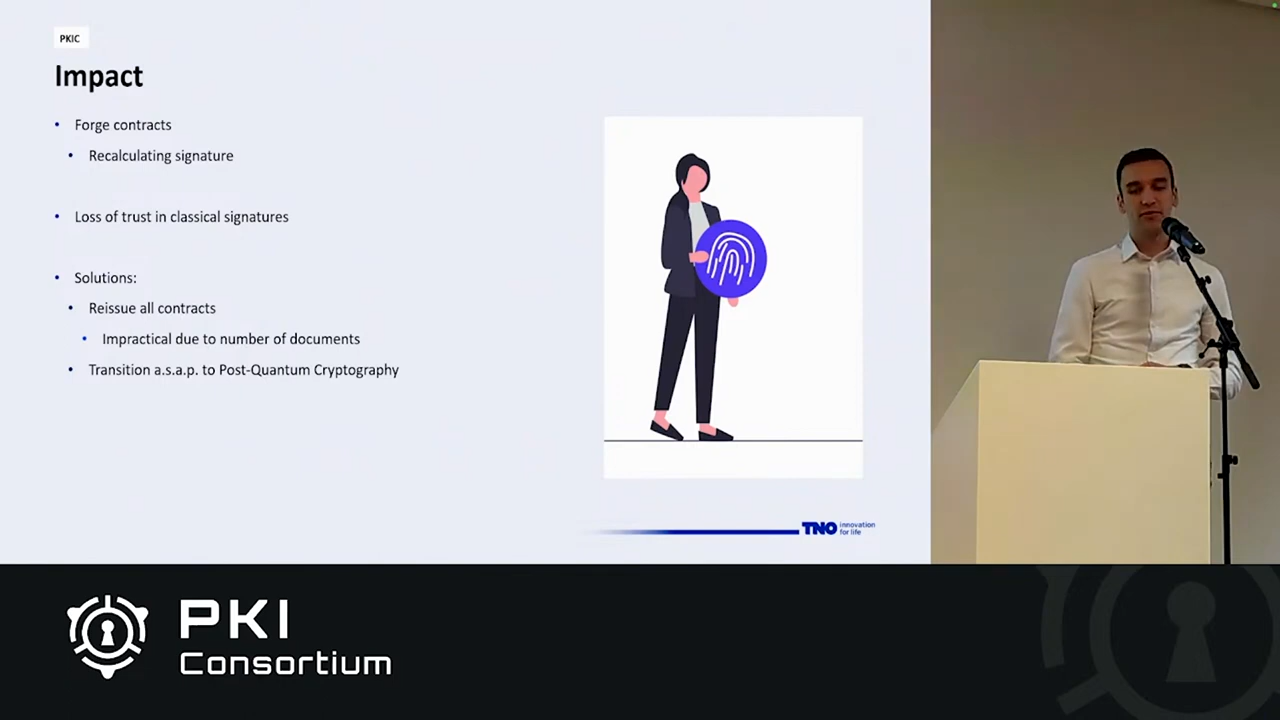 PKIC
Impact
• Forge contracts
• Recalculating signature
• Loss of trust in classical signatures
• Solutions:
• Reissue all contracts
• Impractical due to number of documents
• Transition a.s.a.p. to Post-Quantum Cryptography
TNO innovation
for life
PKI
Consortium